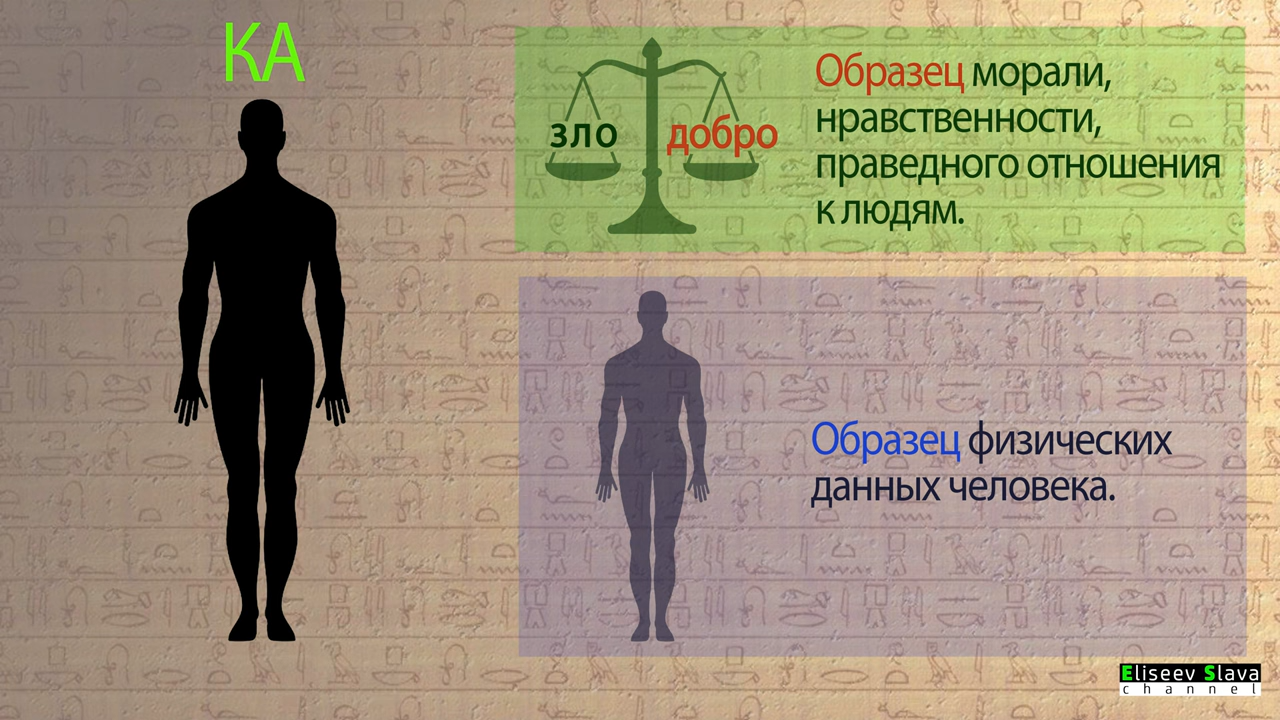 КА
зло добро
Образец морали,
нравственности,
праведного отношения
к людям.
Образец физических
данных человека.
Eliseev Slava
channel